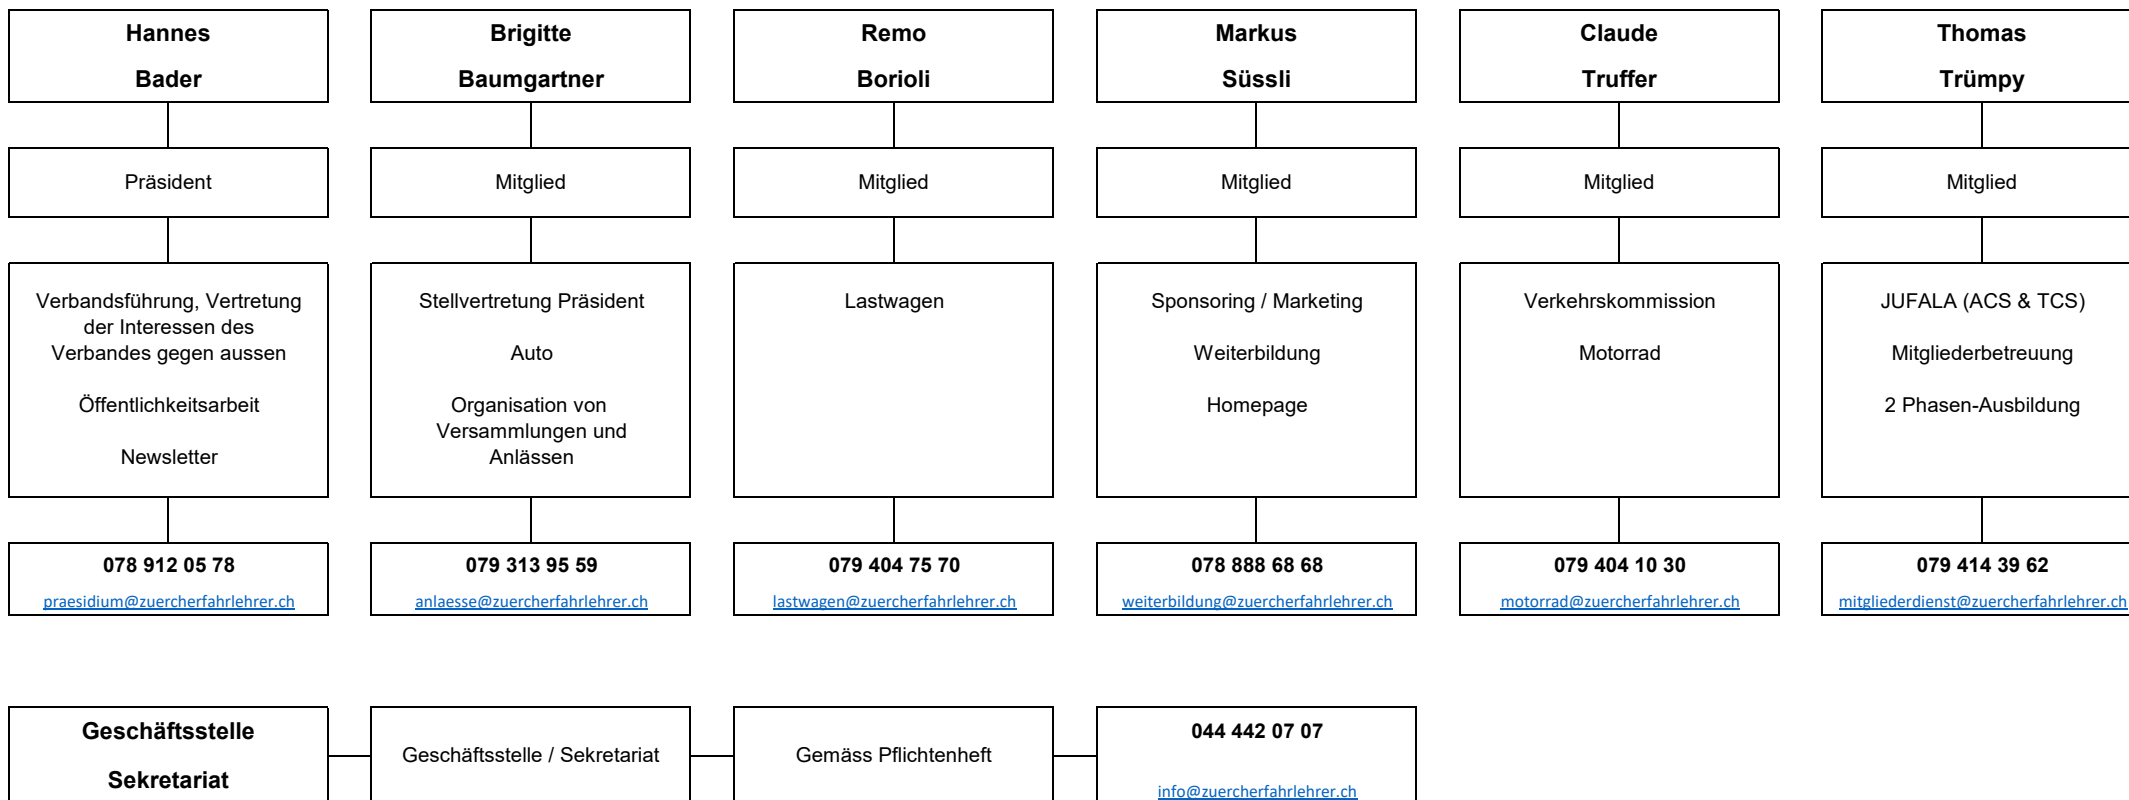 Hannes
Bader
Brigitte
Baumgartner
Remo
Borioli
Markus
Süssli
Claude
Truffer
Thomas
Trümpy
Präsident
Mitglied
Mitglied
Mitglied
Mitglied
Mitglied
Verbandsführung, Vertretung
der Interessen des
Verbandes gegen aussen
Öffentlichkeitsarbeit
Newsletter
Stellvertretung Präsident
Auto
Organisation von
Versammlungen und
Anlässen
Lastwagen
Sponsoring / Marketing
Weiterbildung
Homepage
Verkehrskommission
Motorrad
JUFALA (ACS & TCS)
Mitgliederbetreuung
2 Phasen-Ausbildung
078 912 05 78
praesidium@zuercherfahrlehrer.ch
079 313 95 59
anlaesse@zuercherfahrlehrer.ch
079 404 75 70
lastwagen@zuercherfahrlehrer.ch
078 888 68 68
weiterbildung@zuercherfahrlehrer.ch
079 404 10 30
motorrad@zuercherfahrlehrer.ch
079 414 39 62
mitgliederdienst@zuercherfahrlehrer.ch
Geschäftsstelle
Sekretariat
Geschäftsstelle / Sekretariat
Gemäss Pflichtenheft
044 442 07 07
info@zuercherfahrlehrer.ch